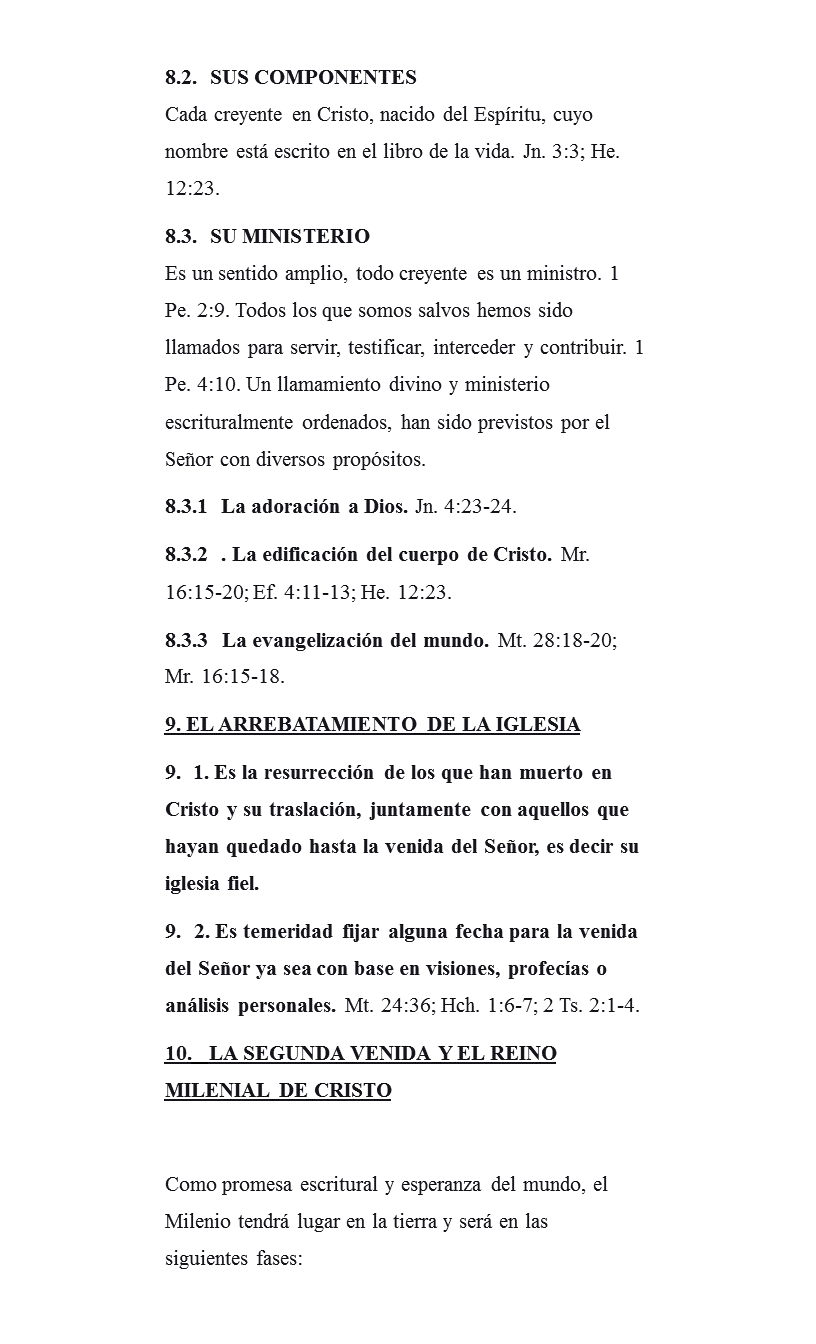 8.2. SUS COMPONENTES
Cada creyente en Cristo, nacido del Espíritu, cuyo
nombre está escrito en el libro de la vida. Jn. 3:3; He.
12:23.
8.3. SU MINISTERIO
Es un sentido amplio, todo creyente es un ministro. 1
Pe. 2:9. Todos los que somos salvos hemos sido
llamados para servir, testificar, interceder y contribuir. 1
Pe. 4:10. Un llamamiento divino y ministerio
escrituralmente ordenados, han sido previstos por el
Señor con diversos propósitos.
8.3.1 La adoración a Dios. Jn. 4:23-24.
8.3.2 . La edificación del cuerpo de Cristo. Mr.
16:15-20; Ef. 4:11-13; He. 12:23.
8.3.3 La evangelización del mundo. Mt. 28:18-20;
Mr. 16:15-18.
9. EL ARREBATAMIENTO DE LA IGLESIA
9. 1. Es la resurrección de los que han muerto en
Cristo y su traslación, juntamente con aquellos que
hayan quedado hasta la venida del Señor, es decir su
iglesia fiel.
9. 2. Es temeridad fijar alguna fecha para la venida
del Señor ya sea con base en visiones, profecías o
análisis personales. Mt. 24:36; Hch. 1:6-7; 2 Ts. 2:1-4.
10. LA SEGUNDA VENIDA Y EL REINO
MILENIAL DE CRISTO
Como promesa escritural y esperanza del mundo, el
Milenio tendrá lugar en la tierra y será en las
siguientes fases: